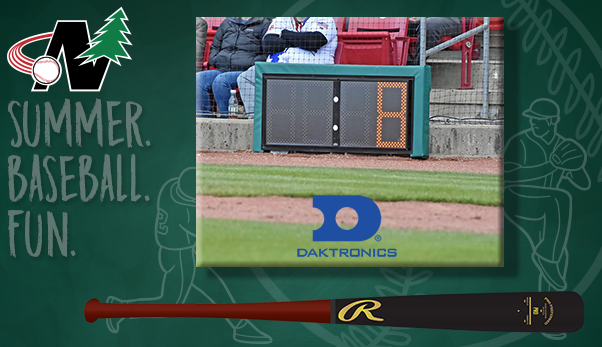 N
SUMMER.
BASEBALL.
FUN.
8
D
®
DAKTRONICS
R